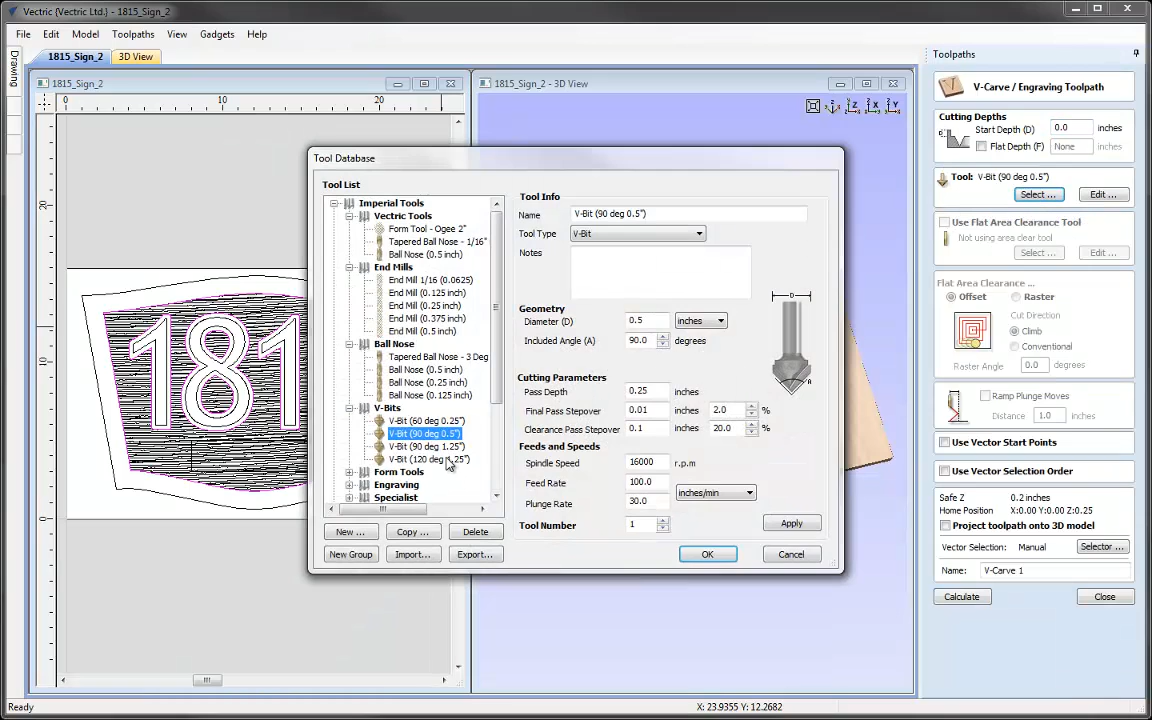 Vectric {Vectric Ltd.} - 1815_Sign_2
File Edit Model Toolpaths View Gadgets Help
1815_Sign_2 3D View
Drawing
1815_Sign_2
0 10 20
20
10
0
181
1815_Sign_2 - 3D View
Tool Database
Tool List
Imperial Tools
Vectric Tools
Form Tool - Ogee 2"
Tapered Ball Nose - 1/16"
Ball Nose (0.5 inch)
End Mills
End Mill 1/16 (0.0625)
End Mill (0.125 inch)
End Mill (0.25 inch)
End Mill (0.375 inch)
End Mill (0.5 inch)
Ball Nose
Tapered Ball Nose - 3 Deg
Ball Nose (0.5 inch)
Ball Nose (0.25 inch)
Ball Nose (0.125 inch)
V-Bits
V-Bit (60 deg 0.25")
V-Bit (90 deg 0.5")
V-Bit (90 deg 1.25")
V-Bit (120 deg 1.25")
Form Tools
Engraving
Specialist
New ... Copy ... Delete
New Group Import... Export...
Tool Info
Name V-Bit (90 deg 0.5")
Tool Type V-Bit
Notes
Geometry
Diameter (D) 0.5 inches
Included Angle (A) 90.0 degrees
D
A
Cutting Parameters
Pass Depth 0.25 inches
Final Pass Stepover 0.01 inches 2.0 %
Clearance Pass Stepover 0.1 inches 20.0 %
Feeds and Speeds
Spindle Speed 16000 r.p.m
Feed Rate 100.0 inches/min
Plunge Rate 30.0
Tool Number 1 Apply
OK Cancel
Toolpaths
V-Carve / Engraving Toolpath
Cutting Depths
Start Depth (D) 0.0 inches
Flat Depth (F) None inches
Tool: V-Bit (90 deg 0.5")
Select ... Edit ...
Use Flat Area Clearance Tool
Not using area clear tool
Select ... Edit ...
Flat Area Clearance ...
Offset Raster
Cut Direction
Climb
Conventional
Raster Angle 0.0 degrees
Ramp Plunge Moves
Distance 1.0 inches
Use Vector Start Points
Use Vector Selection Order
Safe Z 0.2 inches
Home Position X:0.00 Y:0.00 Z:0.25
Project toolpath onto 3D model
Vector Selection: Manual Selector ...
Name: V-Carve 1
Calculate Close
Ready X: 23.9355 Y: 12.2682